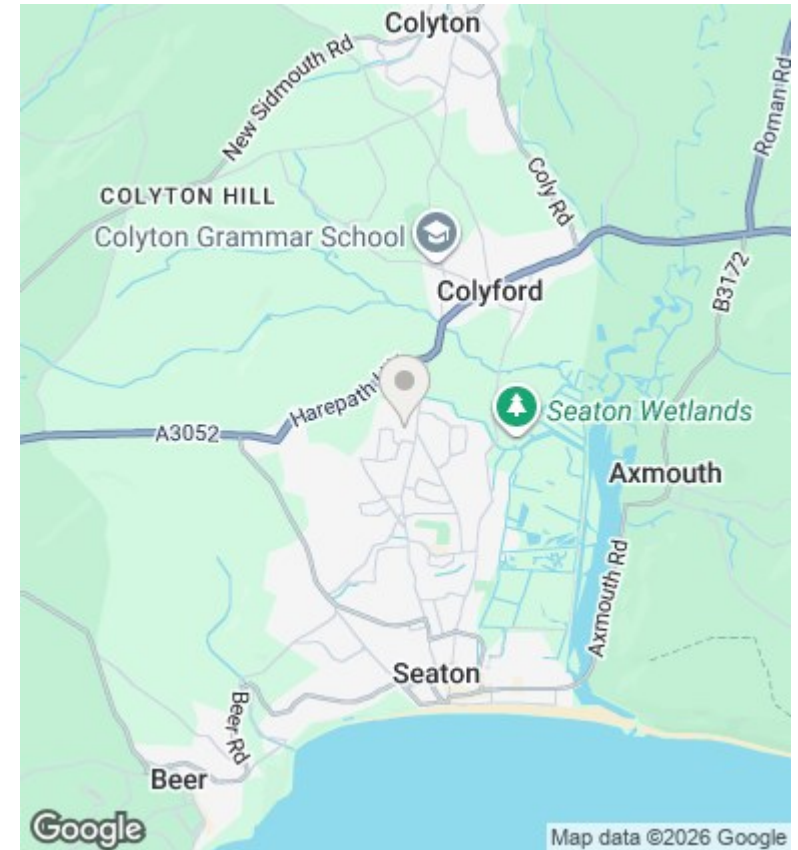 Colyton
New Sidmouth Rd
Roman Rd
Coly Rd
COLYTON HILL
Colyton Grammar School
B3172
Colyford
Harepath
A3052
Seaton Wetlands
Axmouth
Axmouth Rd
Seaton
Beer Rd
Beer
Google
Map data ©2026 Google